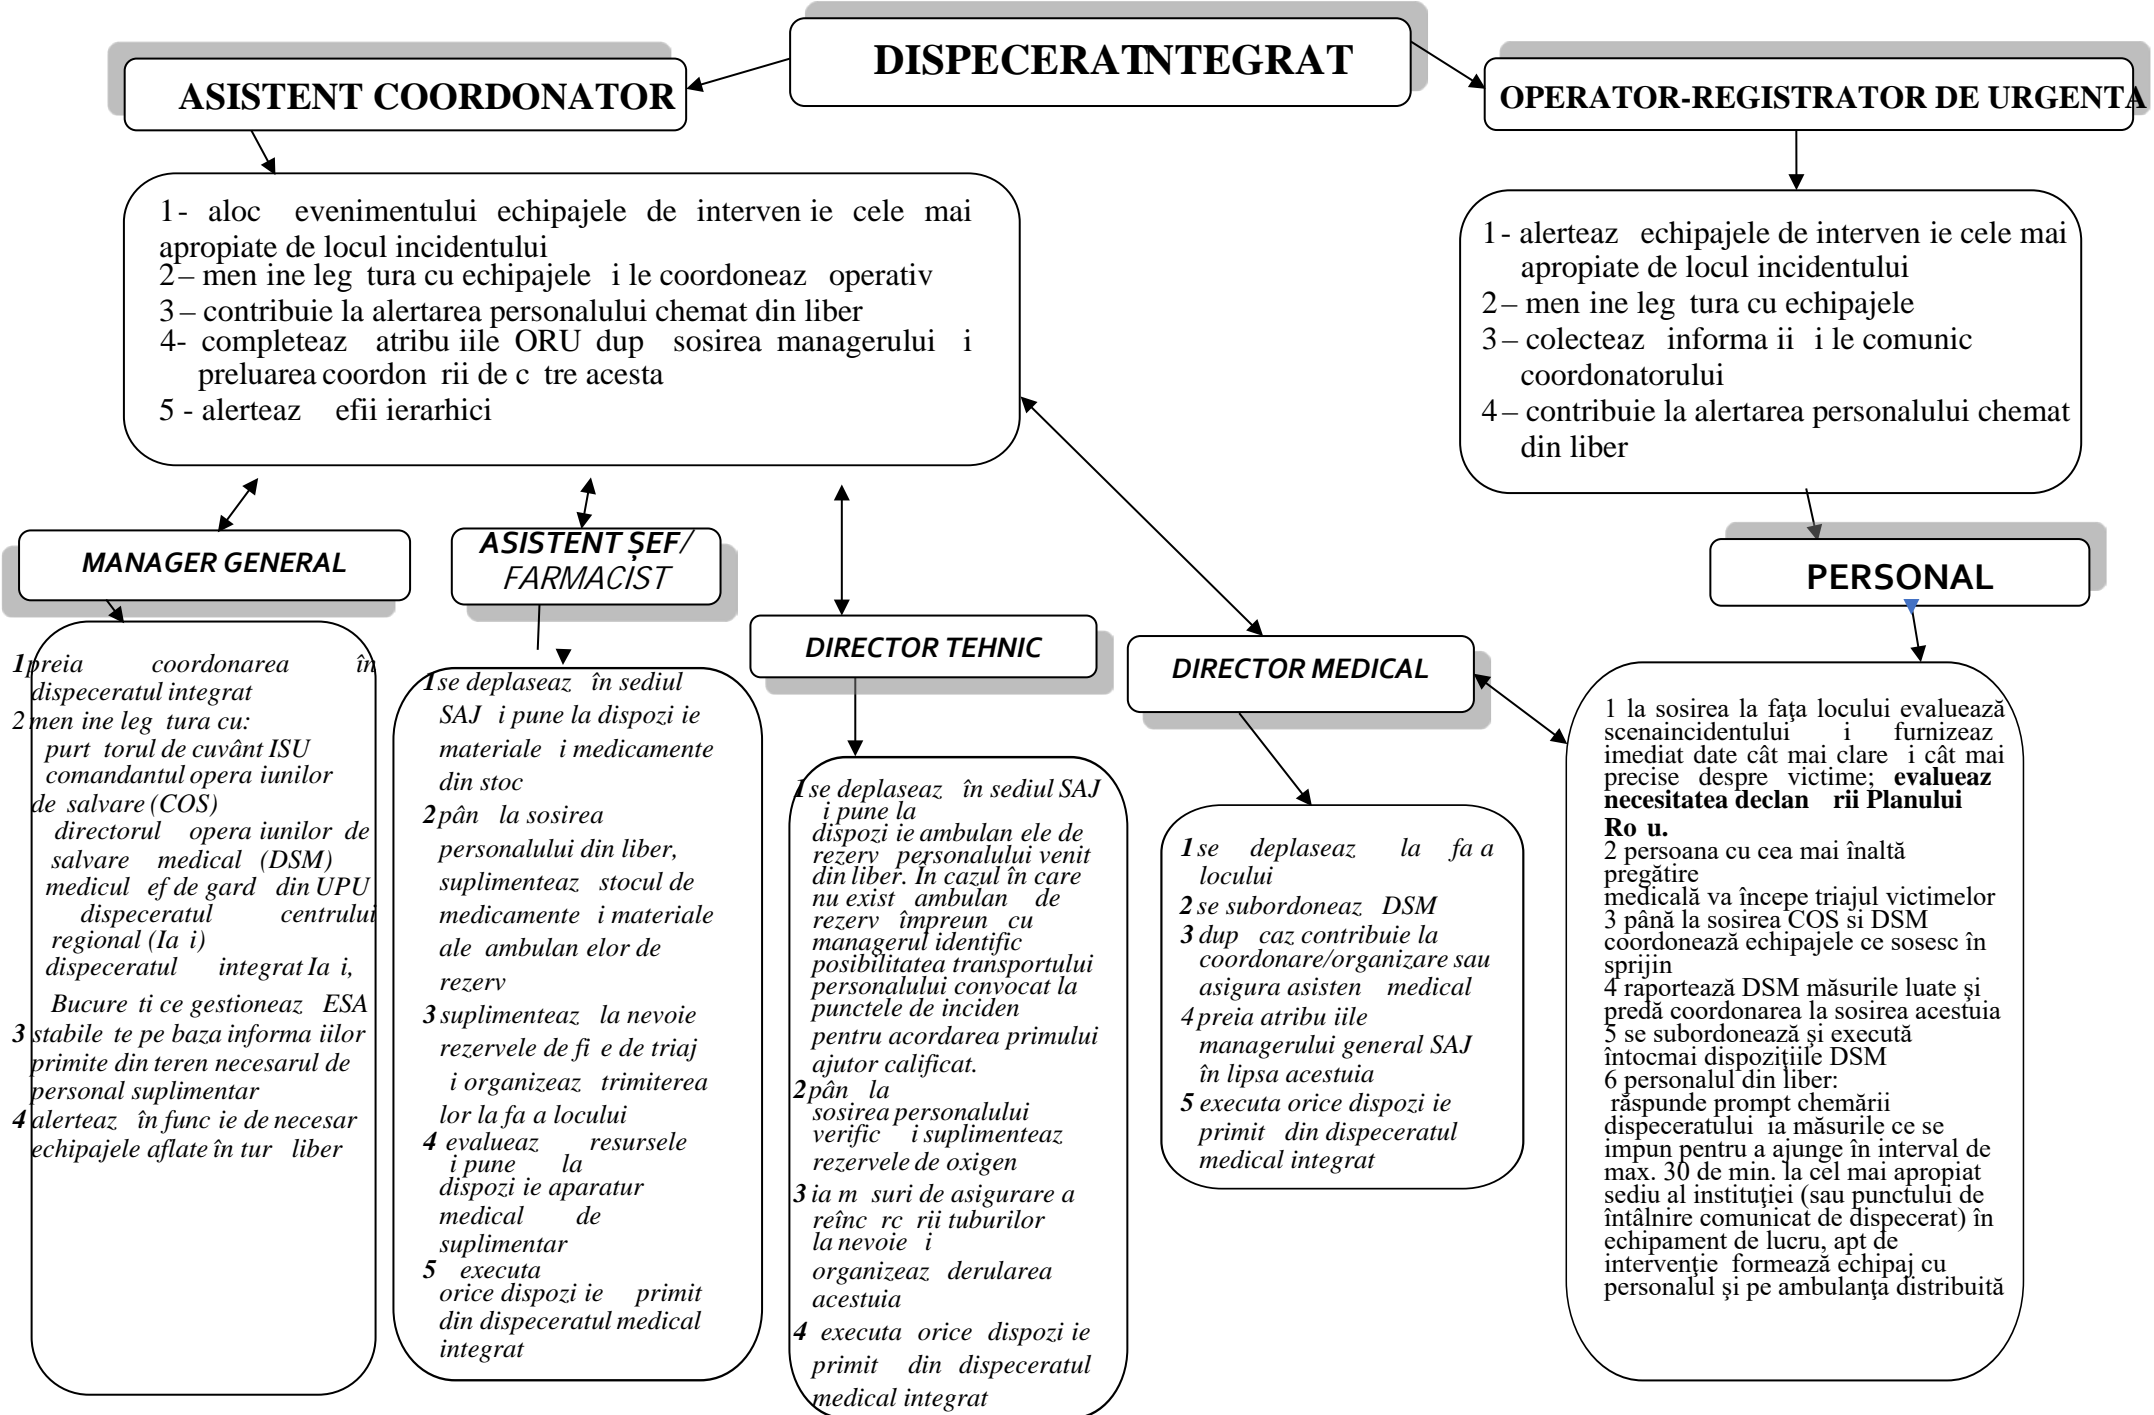 DISPECERATNTEGRAT
ASISTENT COORDONATOR
OPERATOR-REGISTRATOR DE URGENTA
1- aloc evenimentului echipajele de interven ie cele mai
apropiate de locul incidentului
2– men ine leg tura cu echipajele i le coordoneaz operativ
3 – contribuie la alertarea personalului chemat din liber
4- completeaz atribu iile ORU dup sosirea managerului i
preluarea coordon rii de c tre acesta
5 - alerteaz efii ierarhici
1- alerteaz echipajele de interven ie cele mai
apropiate de locul incidentului
2– men ine leg tura cu echipajele
3– colecteaz informa ii i le comunic
coordonatorului
4– contribuie la alertarea personalului chemat
din liber
MANAGER GENERAL
ASISTENT ȘEF/
FARMACIST
DIRECTOR TEHNIC
DIRECTOR MEDICAL
PERSONAL
1preia coordonarea în
dispeceratul integrat
2 men ine leg tura cu:
purt torul de cuvânt ISU
comandantul opera iunilor
de salvare (COS)
directorul opera iunilor de
salvare medical (DSM)
medicul ef de gard din UPU
dispeceratul centrului
regional (Ia i)
dispeceratul integrat Ia i,
Bucure ti ce gestioneaz ESA
3 stabile te pe baza informa iilor
primite din teren necesarul de
personal suplimentar
4 alerteaz în func ie de necesar
echipajele aflate în tur liber
1se deplaseaz în sediul
SAJ i pune la dispozi ie
materiale i medicamente
din stoc
2pân la sosirea
personalului din liber,
suplimenteaz stocul de
medicamente i materiale
ale ambulan elor de
rezerv
3 suplimenteaz la nevoie
rezervele de fi e de triaj
i organizeaz trimiterea
lor la fa a locului
4 evalueaz resursele
i pune la
dispozi ie aparatur
medical de
suplimentar
5 executa
orice dispozi ie primit
din dispeceratul medical
integrat
1se deplaseaz în sediul SAJ
i pune la
dispozi ie ambulan ele de
rezerv personalului venit
din liber. In cazul în care
nu exist ambulan de
rezerv împreun cu
managerul identific
posibilitatea transportului
personalului convocat la
punctele de inciden
pentru acordarea primului
ajutor calificat.
2pân la
sosirea personalului
verific i suplimenteaz
rezervele de oxigen
3 ia m suri de asigurare a
reînc rc rii tuburilor
la nevoie i
organizeaz derularea
acestuia
4 executa orice dispozi ie
primit din dispeceratul
medical integrat
1 se deplaseaz la fa a
locului
2 se subordoneaz DSM
3 dup caz contribuie la
coordonare/organizare sau
asigura asisten medical
4 preia atribu iile
managerului general SAJ
în lipsa acestuia
5 executa orice dispozi ie
primit din dispeceratul
medical integrat
1 la sosirea la faţa locului evaluează
scenaincidentului i furnizeaz
imediat date cât mai clare i cât mai
precise despre victime; evalueaz
necesitatea declan rii Planului
Ro u.
2 persoana cu cea mai înaltă
pregătire
medicală va începe triajul victimelor
3 până la sosirea COS si DSM
coordonează echipajele ce sosesc în
sprijin
4 raportează DSM măsurile luate şi
predă coordonarea la sosirea acestuia
5 se subordonează şi execută
întocmai dispoziţiile DSM
6 personalul din liber:
răspunde prompt chemării
dispeceratului ia măsurile ce se
impun pentru a ajunge în interval de
max. 30 de min. la cel mai apropiat
sediu al instituţiei (sau punctului de
întâlnire comunicat de dispecerat) în
echipament de lucru, apt de
intervenţie formează echipaj cu
personalul şi pe ambulanţa distribuită